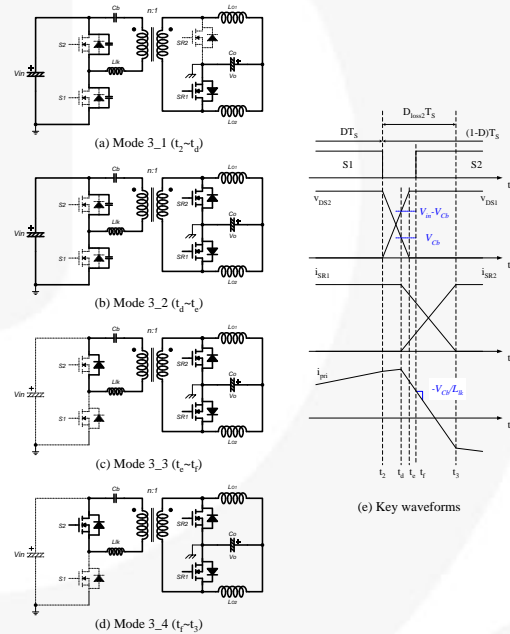 Cb
n:1
Lo1
S2
SR2
Vin
Co
Vo
Llk
S1
SR1
Lo2
(a) Mode 3_1 (t2~td)
Cb
n:1
Lo1
S2
SR2
Vin
Co
Vo
Llk
S1
SR1
Lo2
(b) Mode 3_2 (td~te)
Cb
n:1
Lo1
S2
SR2
Vin
Co
Vo
Llk
S1
SR1
Lo2
(c) Mode 3_3 (te~tf)
Cb
n:1
Lo1
S2
SR2
Vin
Co
Vo
Llk
S1
SR1
Lo2
(d) Mode 3_4 (tf~t3)
Dloss2TS
DTS
(1-D)TS
S1
S2
t
vDS2
vDS1
Vin-VCb
VCb
t
iSR1
iSR2
t
ipri
-VCb/Llk
t
t2
td
te
tf
t3
(e) Key waveforms